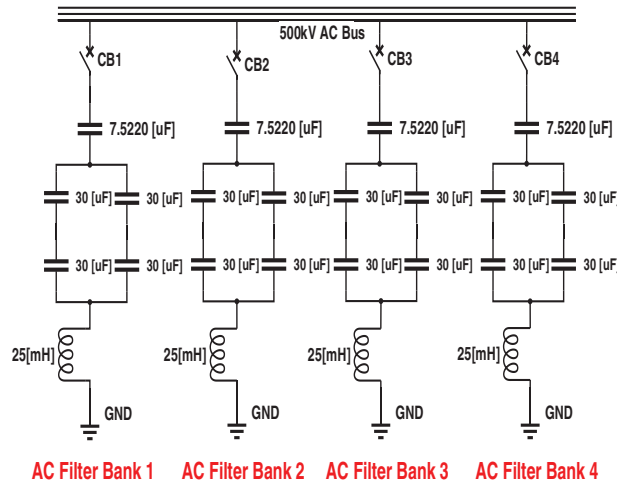 500kV AC Bus
CB1 CB2 CB3 CB4
7.5220 [uF] 7.5220 [uF] 7.5220 [uF] 7.5220 [uF]
30 [uF] 30 [uF] 30 [uF] 30 [uF] 30 [uF] 30 [uF] 30 [uF] 30 [uF]
30 [uF] 30 [uF] 30 [uF] 30 [uF] 30 [uF] 30 [uF] 30 [uF] 30 [uF]
25[mH] 25[mH] 25[mH] 25[mH]
GND GND GND GND
AC Filter Bank 1 AC Filter Bank 2 AC Filter Bank 3 AC Filter Bank 4